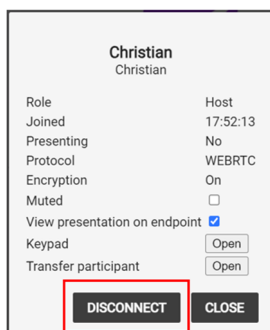 Christian
Christian
Role Host
Joined 17:52:13
Presenting No
Protocol WEBRTC
Encryption On
Muted
View presentation on endpoint
Keypad Open
Transfer participant Open
DISCONNECT CLOSE